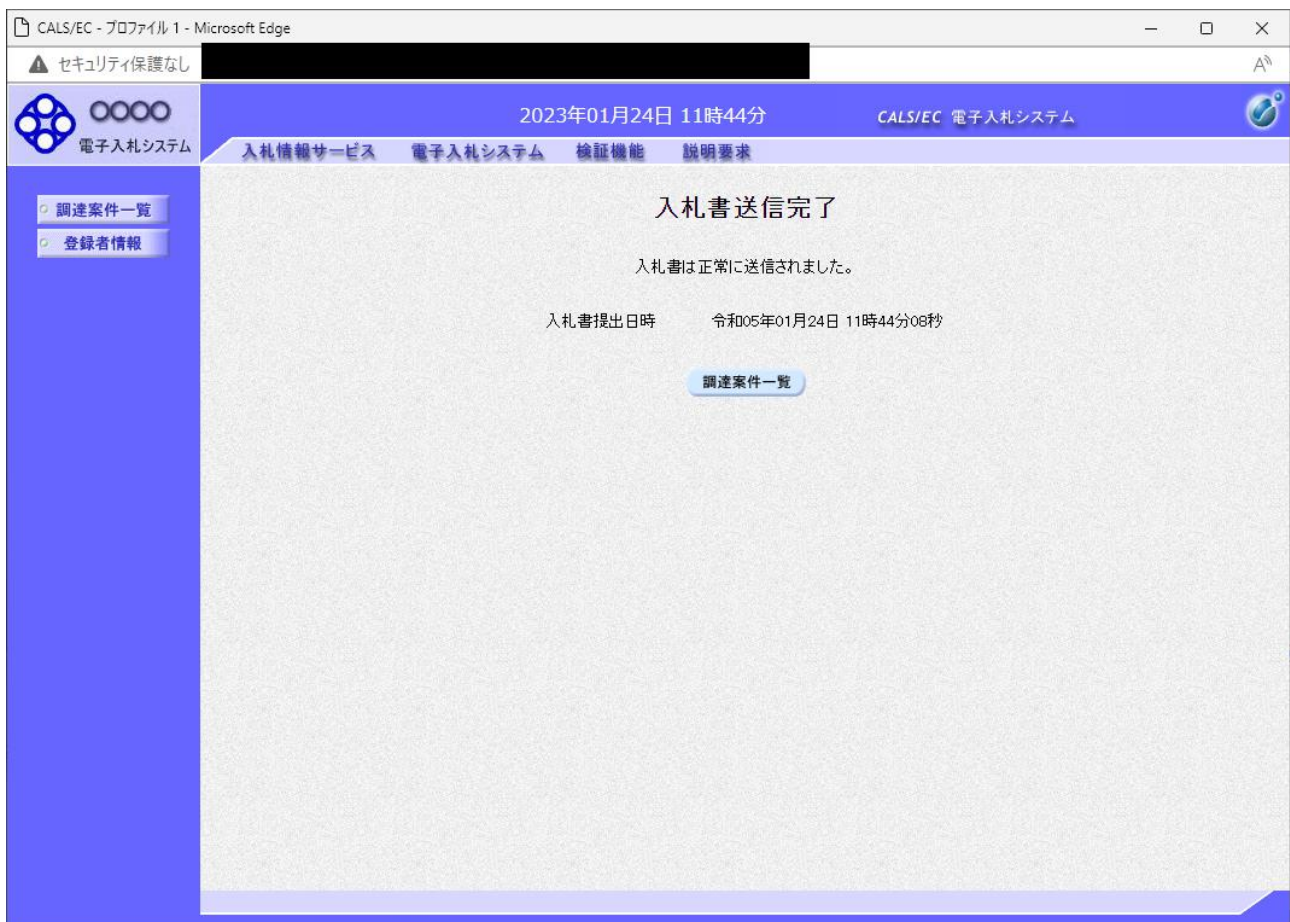 CALS/EC - プロファイル 1 - Microsoft Edge
セキュリティ保護なし
○○○○
電子入札システム
2023年01月24日 11時44分
CALS/EC 電子入札システム
入札情報サービス 電子入札システム 検証機能 説明要求
調達案件一覧
登録者情報
入札書送信完了
入札書は正常に送信されました。
入札書提出日時 令和05年01月24日 11時44分08秒
調達案件一覧